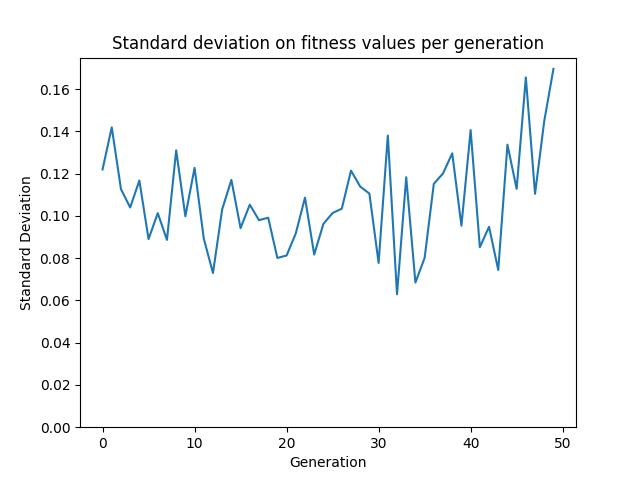 Standard deviation on fitness values per generation
0.16
0.14
0.12
0.10
0.08
0.06
0.04
0.02
0.00
Standard Deviation
0 10 20 30 40 50
Generation